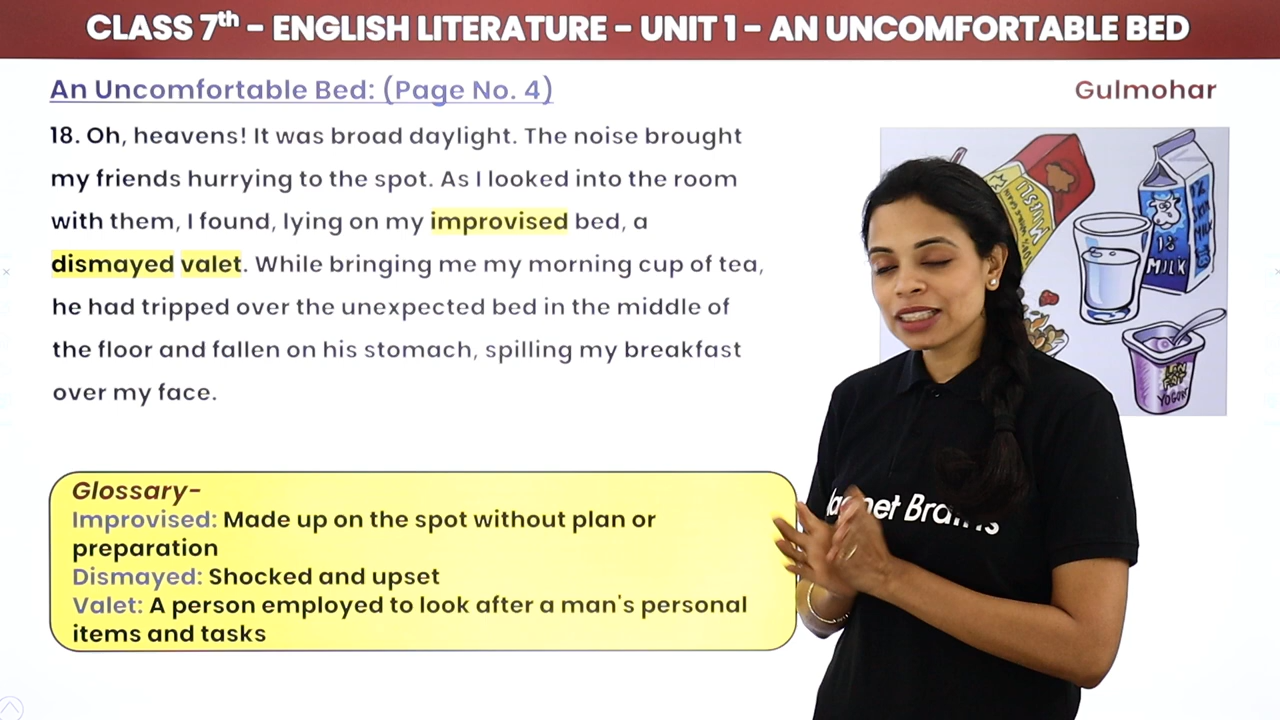 CLASS 7th - ENGLISH LITERATURE - UNIT 1 - AN UNCOMFORTABLE BED
An Uncomfortable Bed: (Page No. 4)
Gulmohar
18. Oh, heavens! It was broad daylight. The noise brought
my friends hurrying to the spot. As I looked into the room
with them, I found, lying on my improvised bed, a
dismayed valet. While bringing me my morning cup of tea,
he had tripped over the unexpected bed in the middle of
the floor and fallen on his stomach, spilling my breakfast
over my face.
Glossary-
Improvised: Made up on the spot without plan or
preparation
Dismayed: Shocked and upset
Valet: A person employed to look after a man's personal
items and tasks
MUESLI
1%
MILK
LOW
FAT
YOGURT